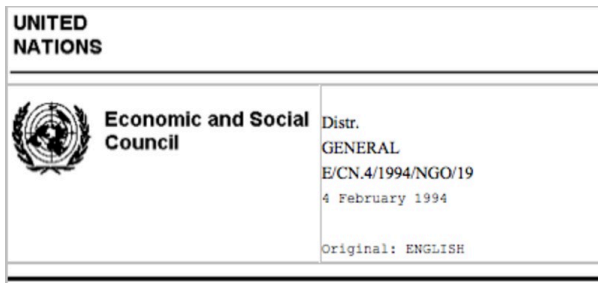 UNITED
NATIONS
Economic and Social
Council
Distr.
GENERAL
E/CN.4/1994/NGO/19
4 February 1994
Original: ENGLISH